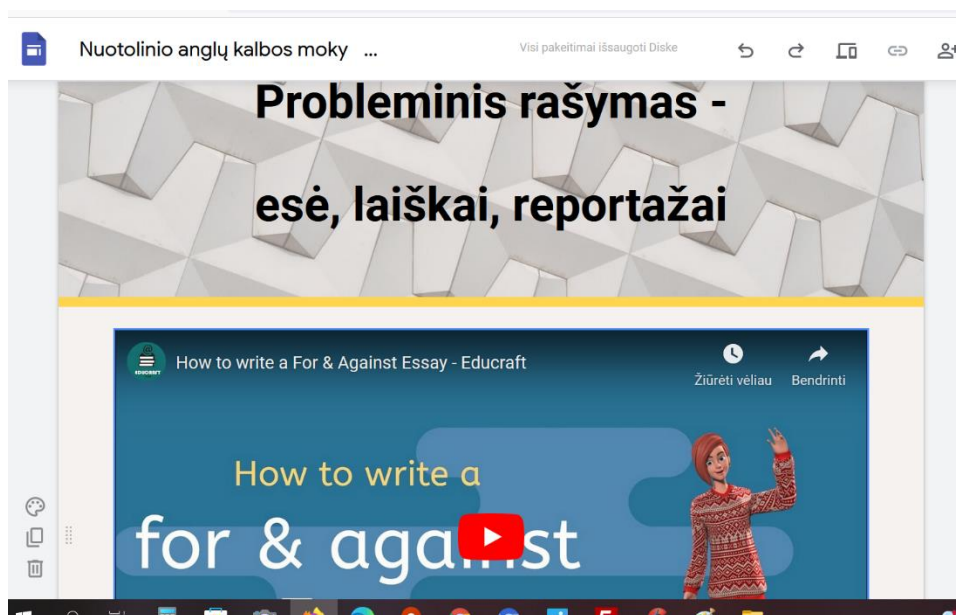 Nuotolinio anglų kalbos moky ...
Visi pakeitimai išsaugoti Diske
Probleminis rašymas -
esė, laiškai, reportažai
EDUCRAFT
How to write a For & Against Essay - Educraft
Žiūrėti vėliau
Bendrinti
How to write a
for & against